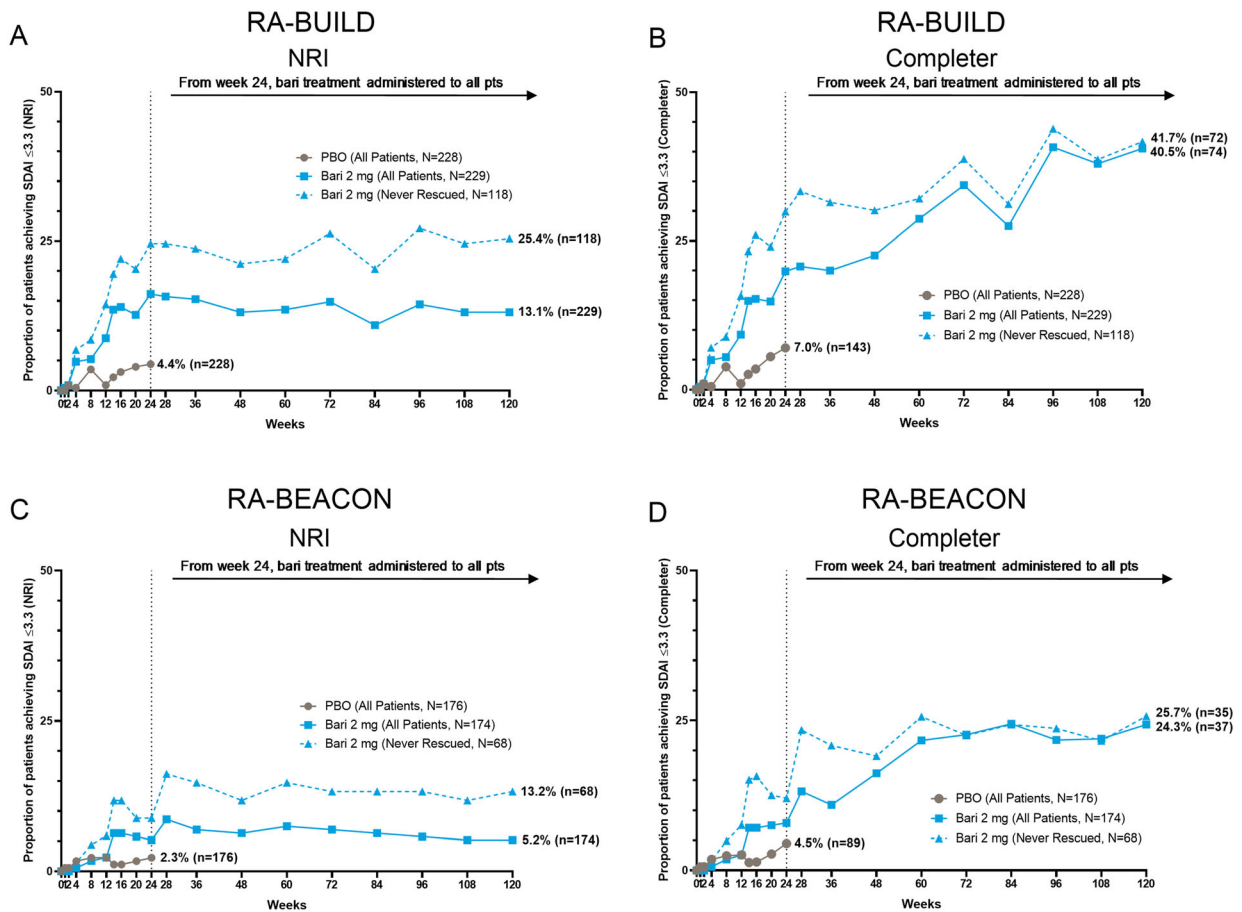 A
RA-BUILD
NRI
From week 24, bari treatment administered to all pts
Proportion of patients achieving SDAI ≤3.3 (NRI)
50
25
0
PBO (All Patients, N=228)
Bari 2 mg (All Patients, N=229)
Bari 2 mg (Never Rescued, N=118)
25.4% (n=118)
13.1% (n=229)
4.4% (n=228)
0 1 2 4 8 12 16 20 24 28 36 48 60 72 84 96 108 120
Weeks
B
RA-BUILD
Completer
From week 24, bari treatment administered to all pts
Proportion of patients achieving SDAI ≤3.3 (Completer)
50
25
0
41.7% (n=72)
40.5% (n=74)
PBO (All Patients, N=228)
Bari 2 mg (All Patients, N=229)
Bari 2 mg (Never Rescued, N=118)
7.0% (n=143)
0 1 2 4 8 12 16 20 24 28 36 48 60 72 84 96 108 120
Weeks
C
RA-BEACON
NRI
From week 24, bari treatment administered to all pts
Proportion of patients achieving SDAI ≤3.3 (NRI)
50
25
0
PBO (All Patients, N=176)
Bari 2 mg (All Patients, N=174)
Bari 2 mg (Never Rescued, N=68)
13.2% (n=68)
5.2% (n=174)
2.3% (n=176)
0 1 2 4 8 12 16 20 24 28 36 48 60 72 84 96 108 120
Weeks
D
RA-BEACON
Completer
From week 24, bari treatment administered to all pts
Proportion of patients achieving SDAI ≤3.3 (Completer)
50
25
0
25.7% (n=35)
24.3% (n=37)
PBO (All Patients, N=176)
Bari 2 mg (All Patients, N=174)
Bari 2 mg (Never Rescued, N=68)
4.5% (n=89)
0 1 2 4 8 12 16 20 24 28 36 48 60 72 84 96 108 120
Weeks